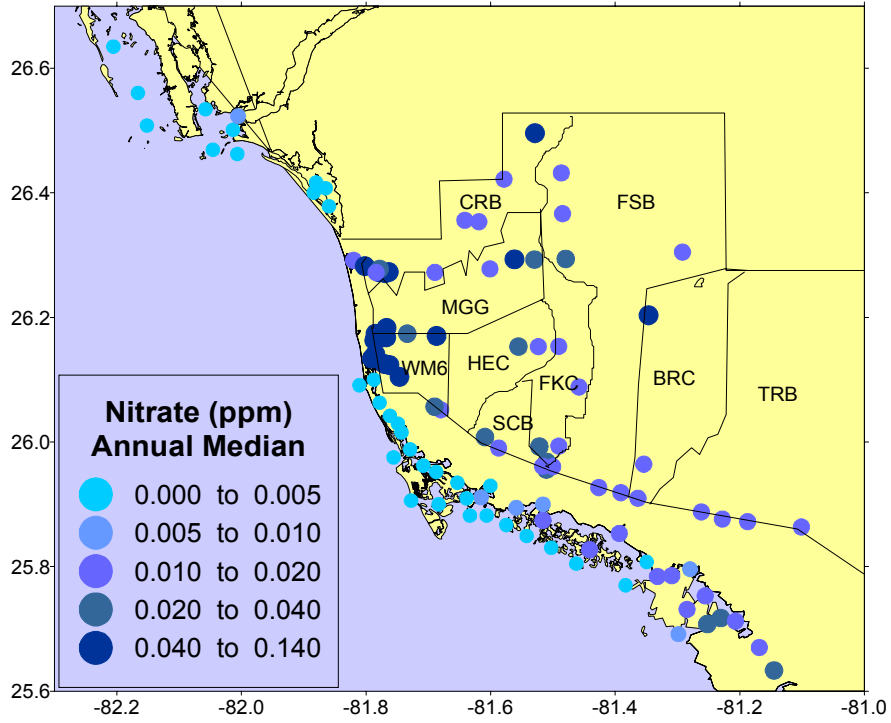 26.6
26.4
26.2
26.0
25.8
25.6
CRB
FSB
MGG
WM6
HEC
FKC
SCB
BRC
TRB
Nitrate (ppm)
Annual Median
0.000 to 0.005
0.005 to 0.010
0.010 to 0.020
0.020 to 0.040
0.040 to 0.140
-82.2 -82.0 -81.8 -81.6 -81.4 -81.2 -81.0